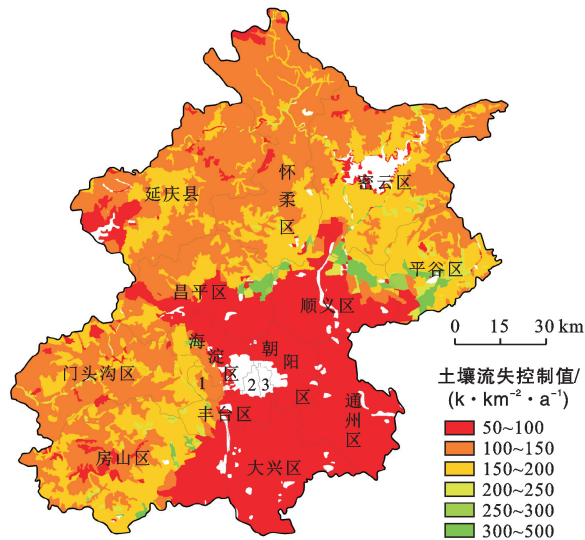 延庆县
怀柔区
密云区
平谷区
昌平区
顺义区
海淀区
朝阳区
门头沟区
1
2 3
丰台区
通州区
房山区
大兴区
0 15 30 km
土壤流失控制值/
(k·km⁻²·a⁻¹)
50~100
100~150
150~200
200~250
250~300
300~500